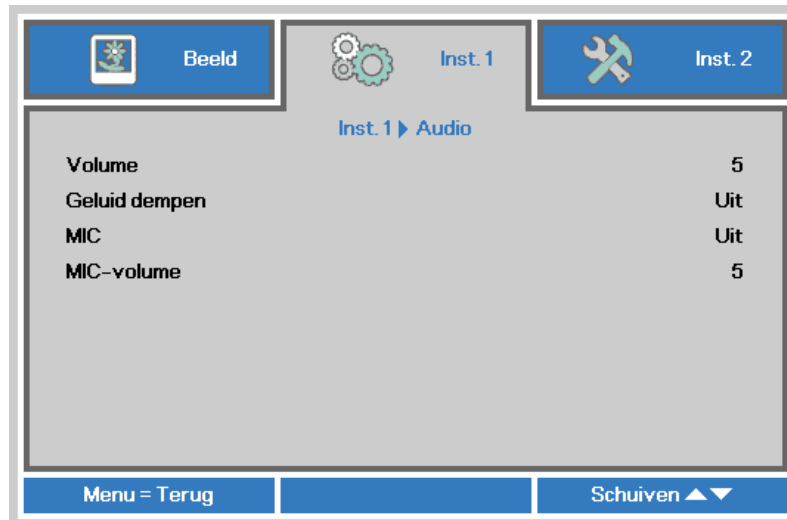 Beeld
Inst. 1
Inst. 2
Inst. 1 ▶ Audio
Volume 5
Geluid dempen Uit
MIC Uit
MIC-volume 5
Menu = Terug
Schuiven ▲▼